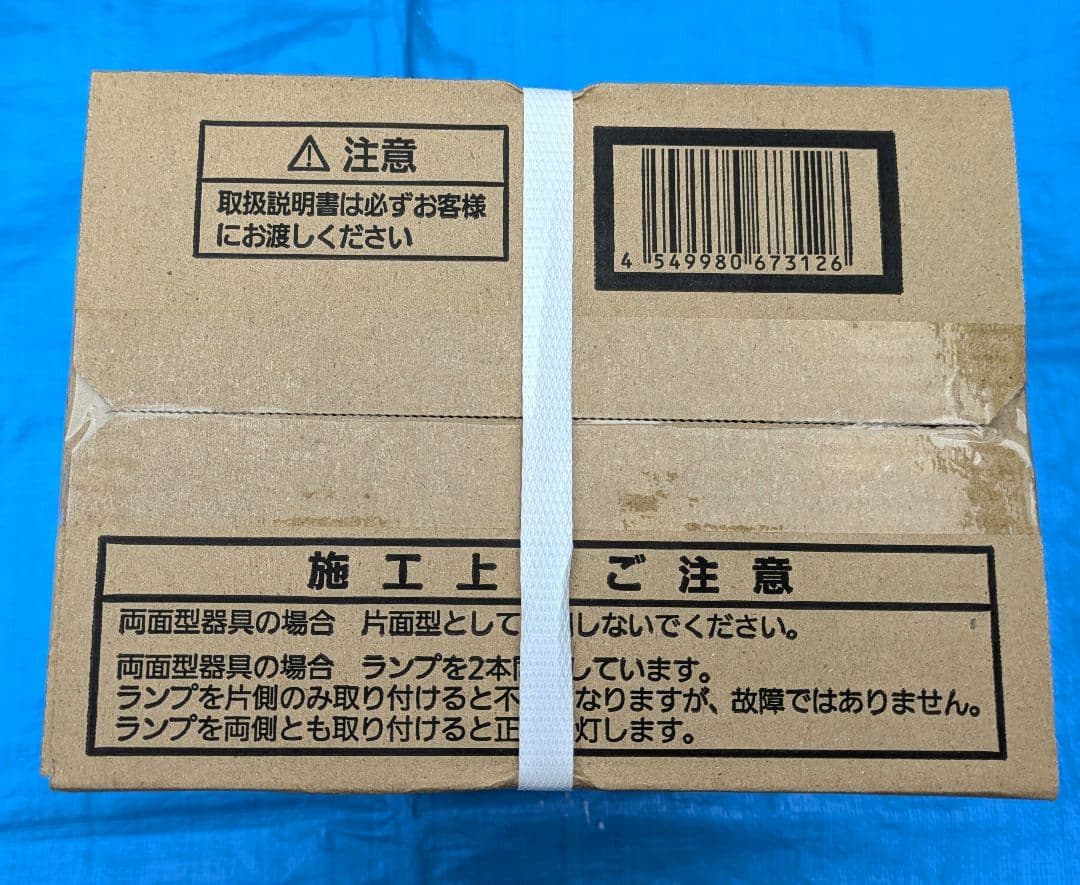 ⚠ 注意
取扱説明書は必ずお客様
にお渡しください
4 549980 673126
施工上 ご注意
両面型器具の場合 片面型として しないでください。
両面型器具の場合 ランプを2本 しています。
ランプを片側のみ取り付けると不 なりますが、故障ではありません。
ランプを両側とも取り付けると正 灯します。